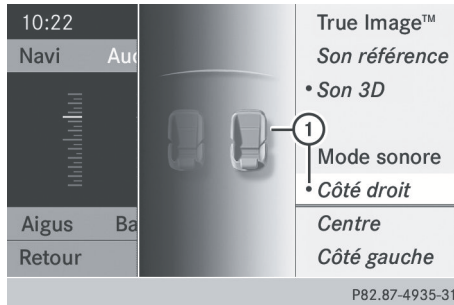 10:22
Navi Au
Aigus Ba
Retour
True Image™
Son référence
• Son 3D
1
Mode sonore
• Côté droit
Centre
Côté gauche
P82.87-4935-31